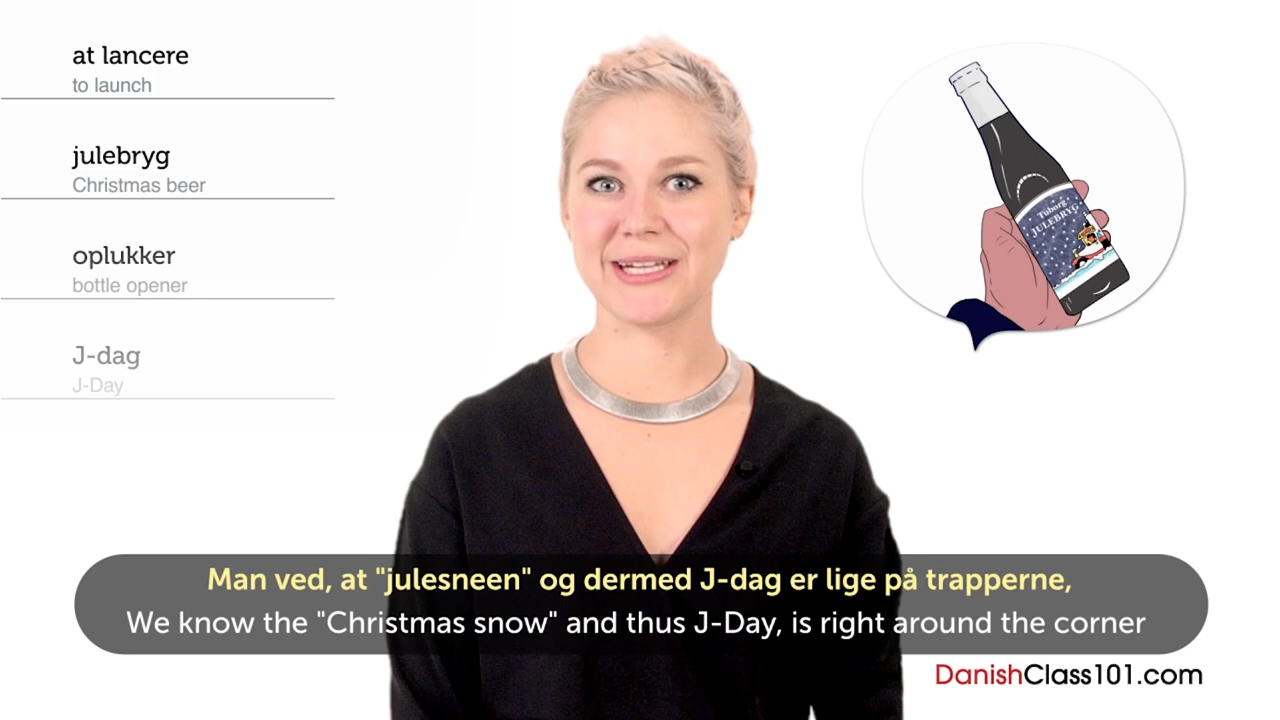 at lancere
to launch
julebryg
Christmas beer
oplukker
bottle opener
J-dag
J-Day
Tuborg
JULEBRYG
Man ved, at "julesneen" og dermed J-dag er lige på trapperne,
We know the "Christmas snow" and thus J-Day, is right around the corner
DanishClass101.com